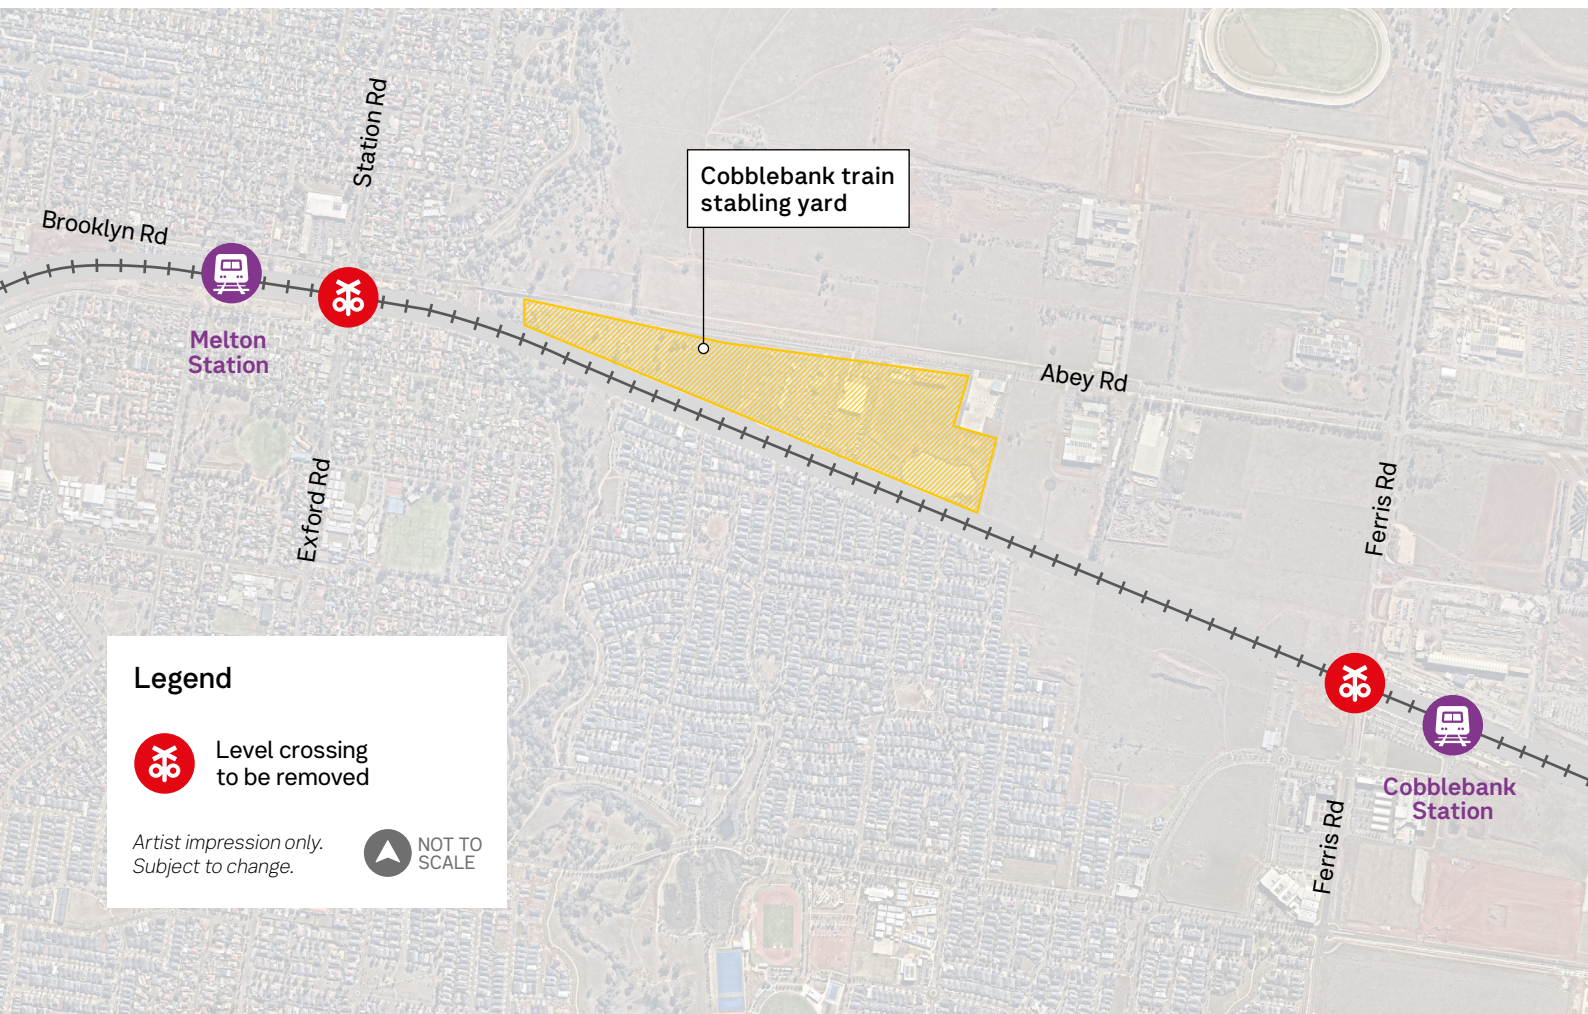 Station Rd
Brooklyn Rd
Cobblebank train
stabling yard
Melton
Station
Abey Rd
Exford Rd
Ferris Rd
Legend
Level crossing
to be removed
Artist impression only.
Subject to change.
NOT TO
SCALE
Cobblebank
Station
Ferris Rd